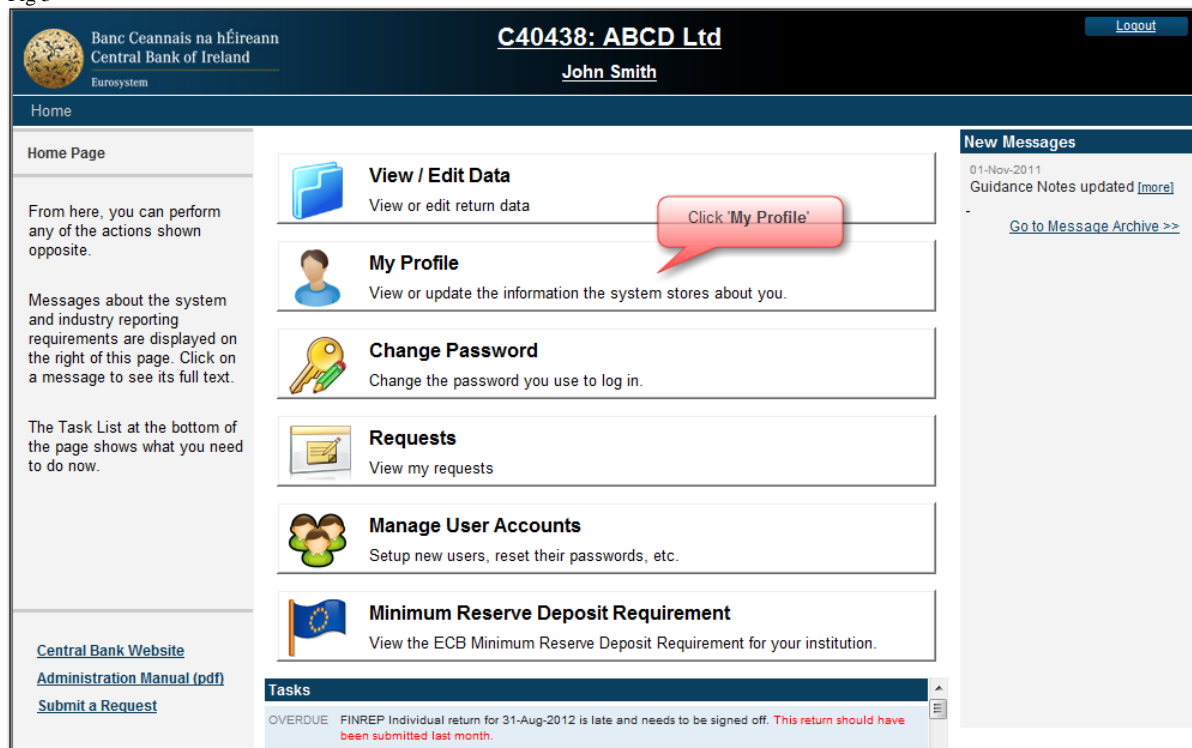 Banc Ceannais na hÉireann
Central Bank of Ireland
Eurosystem
C40438: ABCD Ltd
John Smith
Logout
Home
Home Page
From here, you can perform
any of the actions shown
opposite.
Messages about the system
and industry reporting
requirements are displayed on
the right of this page. Click on
a message to see its full text.
The Task List at the bottom of
the page shows what you need
to do now.
Central Bank Website
Administration Manual (pdf)
Submit a Request
View / Edit Data
View or edit return data
Click 'My Profile'
My Profile
View or update the information the system stores about you.
Change Password
Change the password you use to log in.
Requests
View my requests
Manage User Accounts
Setup new users, reset their passwords, etc.
Minimum Reserve Deposit Requirement
View the ECB Minimum Reserve Deposit Requirement for your institution.
Tasks
OVERDUE FINREP Individual return for 31-Aug-2012 is late and needs to be signed off. This return should have
been submitted last month.
New Messages
01-Nov-2011
Guidance Notes updated [more]
-
Go to Message Archive >>